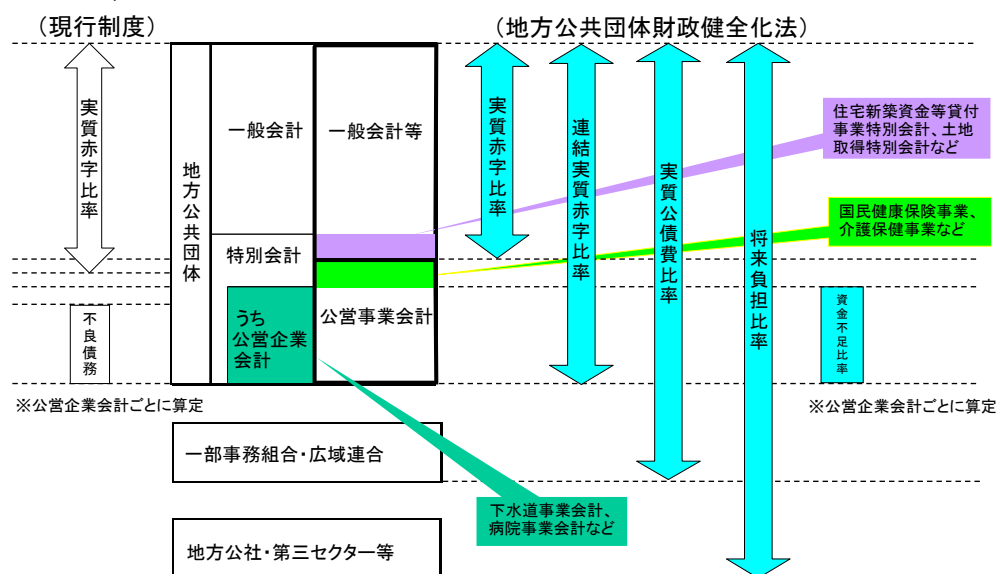 （現行制度）
（地方公共団体財政健全化法）
実質赤字比率
不良債務
※公営企業会計ごとに算定
地方公共団体
一般会計
特別会計
うち
公営企業
会計
一般会計等
公営事業会計
一部事務組合・広域連合
地方公社・第三セクター等
実質赤字比率
連結実質赤字比率
実質公債費比率
将来負担比率
住宅新築資金等貸付
事業特別会計、土地
取得特別会計など
国民健康保険事業、
介護保健事業など
資金不足比率
※公営企業会計ごとに算定
下水道事業会計、
病院事業会計など